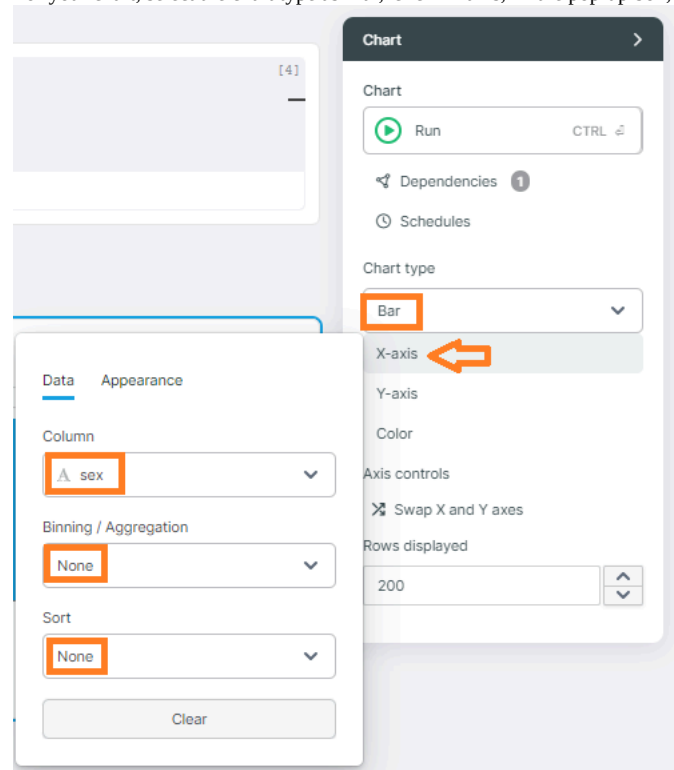 Chart
[4]
Chart
Run CTRL
Dependencies 1
Schedules
Chart type
Bar
X-axis
Y-axis
Color
Axis controls
Swap X and Y axes
Rows displayed
200
Data Appearance
Column
A sex
Binning / Aggregation
None
Sort
None
Clear